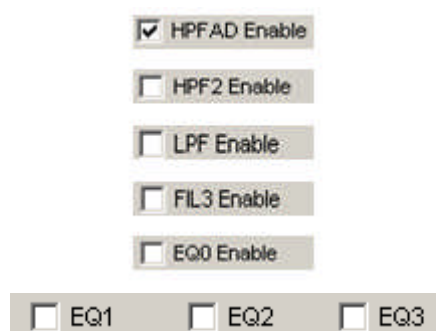 HPFAD Enable
HPF2 Enable
LPF Enable
FIL3 Enable
EQ0 Enable
EQ1 EQ2 EQ3